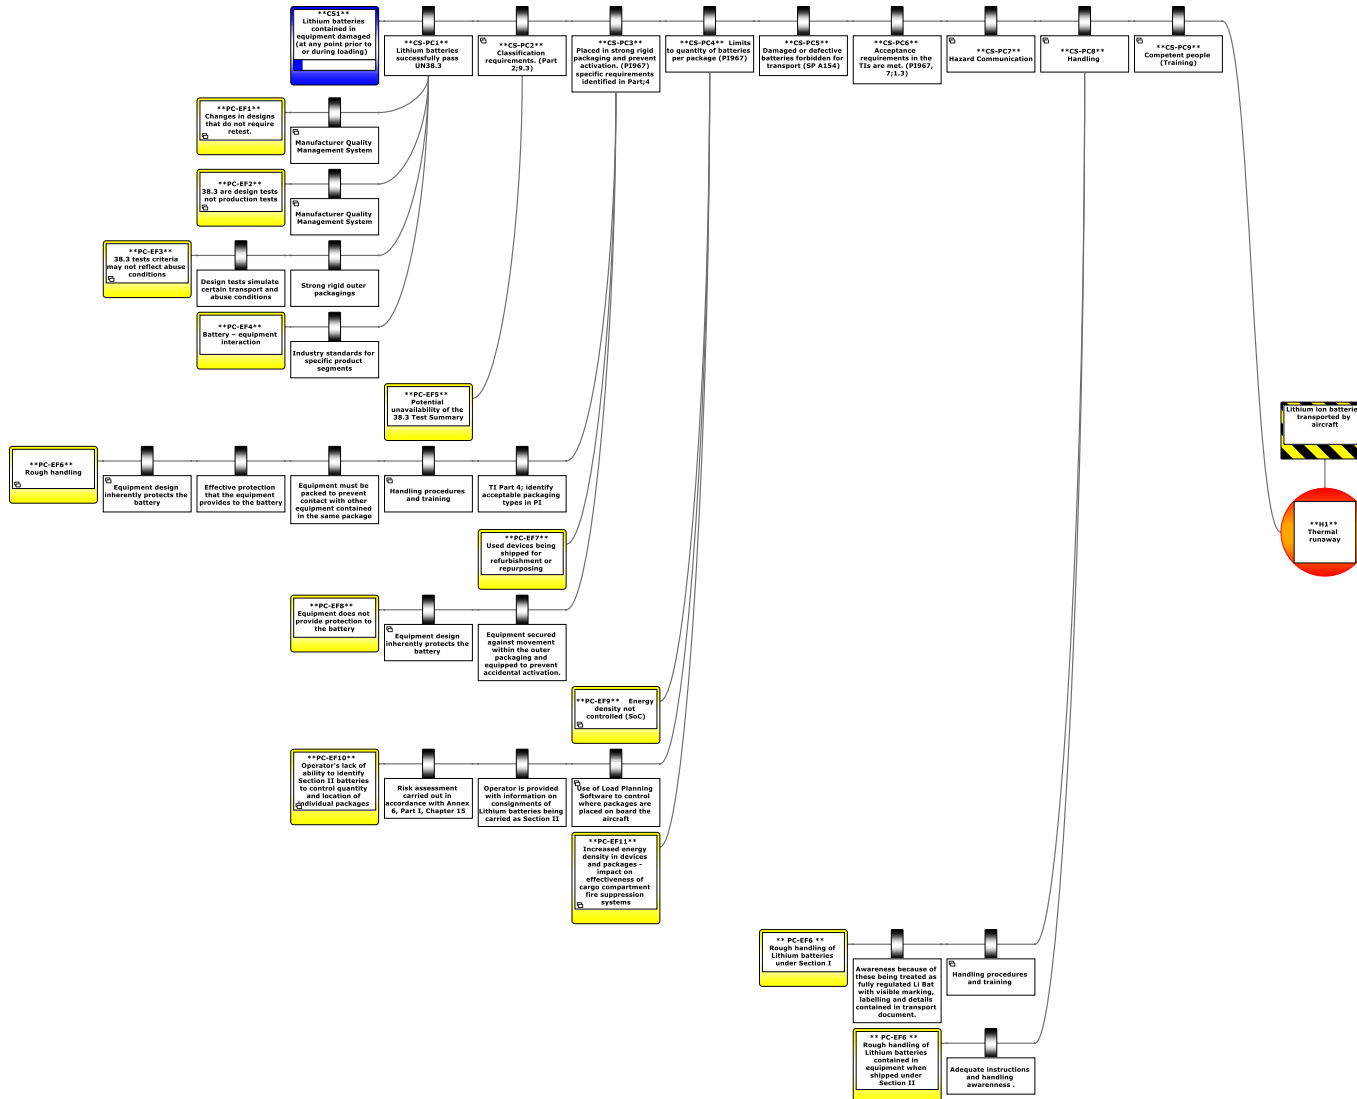 **CS1**
Lithium batteries
contained in
equipment damaged
(at any point prior to
or during loading)
**CS-PC1**
Lithium batteries
successfully pass
UN38.3
**CS-PC2**
Classification
requirements. (Part
2;9.3)
**CS-PC3**
Placed in strong rigid
packaging and prevent
activation. (PI967)
specific requirements
identified in Part;4
**CS-PC4** Limits
to quantity of batteries
per package (PI967)
**CS-PC5**
Damaged or defective
batteries forbidden for
transport (SP A154)
**CS-PC6**
Acceptance
requirements in the
TIs are met. (PI967,
7;1.3)
**CS-PC7**
Hazard Communication
**CS-PC8**
Handling
**CS-PC9**
Competent people
(Training)
**PC-EF1**
Changes in designs
that do not require
retest.
Manufacturer Quality
Management System
**PC-EF2**
38.3 are design tests
not production tests
Manufacturer Quality
Management System
**PC-EF3**
38.3 tests criteria
may not reflect abuse
conditions
Design tests simulate
certain transport and
abuse conditions
Strong rigid outer
packagings
**PC-EF4**
Battery – equipment
interaction
Industry standards for
specific product
segments
**PC-EF5**
Potential
unavailability of the
38.3 Test Summary
Lithium ion batterie
transported by
aircraft
**H1**
Thermal
runaway
**PC-EF6**
Rough handling
Equipment design
inherently protects the
battery
Effective protection
that the equipment
provides to the battery
Equipment must be
packed to prevent
contact with other
equipment contained
in the same package
Handling procedures
and training
TI Part 4; identify
acceptable packaging
types in PI
**PC-EF7**
Used devices being
shipped for
refurbishment or
repurposing
**PC-EF8**
Equipment does not
provide protection to
the battery
Equipment design
inherently protects the
battery
Equipment secured
against movement
within the outer
packaging and
equipped to prevent
accidental activation.
**PC-EF9** Energy
density not
controlled (SoC)
**PC-EF10**
Operator's lack of
ability to identify
Section II batteries
to control quantity
and location of
individual packages
Risk assessment
carried out in
accordance with Annex
6, Part I, Chapter 15
Operator is provided
with information on
consignments of
Lithium batteries being
carried as Section II
Use of Load Planning
Software to control
where packages are
placed on board the
aircraft
**PC-EF11**
Increased energy
density in devices
and packages -
impact on
effectiveness of
cargo compartment
fire suppression
systems
** PC-EF6 **
Rough handling of
Lithium batteries
under Section I
Awareness because of
these being treated as
fully regulated Li Bat
with visible marking,
labelling and details
contained in transport
document.
Handling procedures
and training
** PC-EF6 **
Rough handling of
Lithium batteries
contained in
equipment when
shipped under
Section II
Adequate instructions
and handling
awarenness .